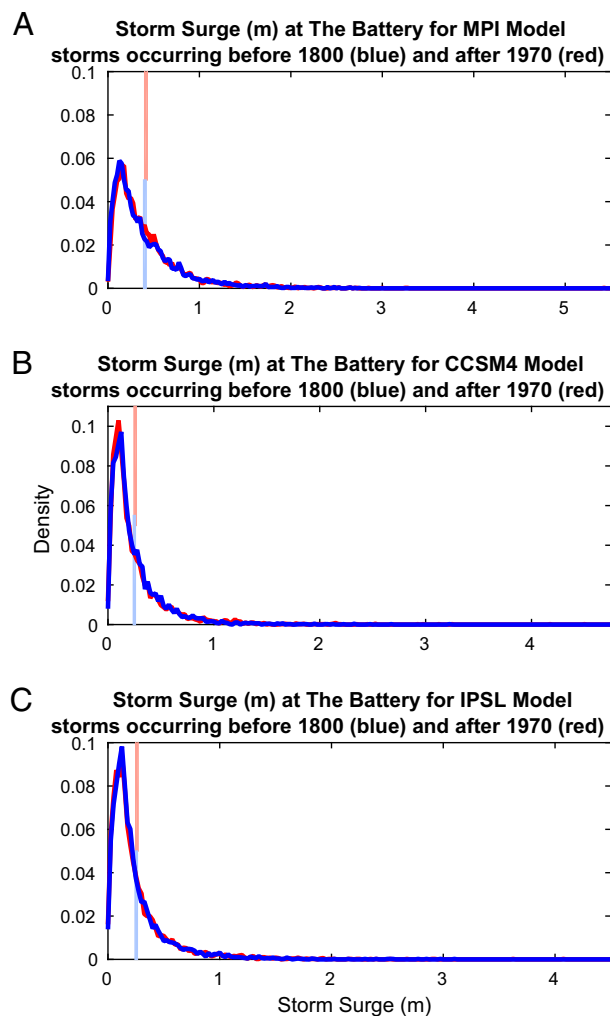 A
Storm Surge (m) at The Battery for MPI Model
storms occurring before 1800 (blue) and after 1970 (red)
0.1
0.08
0.06
0.04
0.02
0
0 1 2 3 4 5
B
Storm Surge (m) at The Battery for CCSM4 Model
storms occurring before 1800 (blue) and after 1970 (red)
0.1
0.08
0.06
0.04
0.02
0
Density
0 1 2 3 4
C
Storm Surge (m) at The Battery for IPSL Model
storms occurring before 1800 (blue) and after 1970 (red)
0.1
0.08
0.06
0.04
0.02
0
0 1 2 3 4
Storm Surge (m)